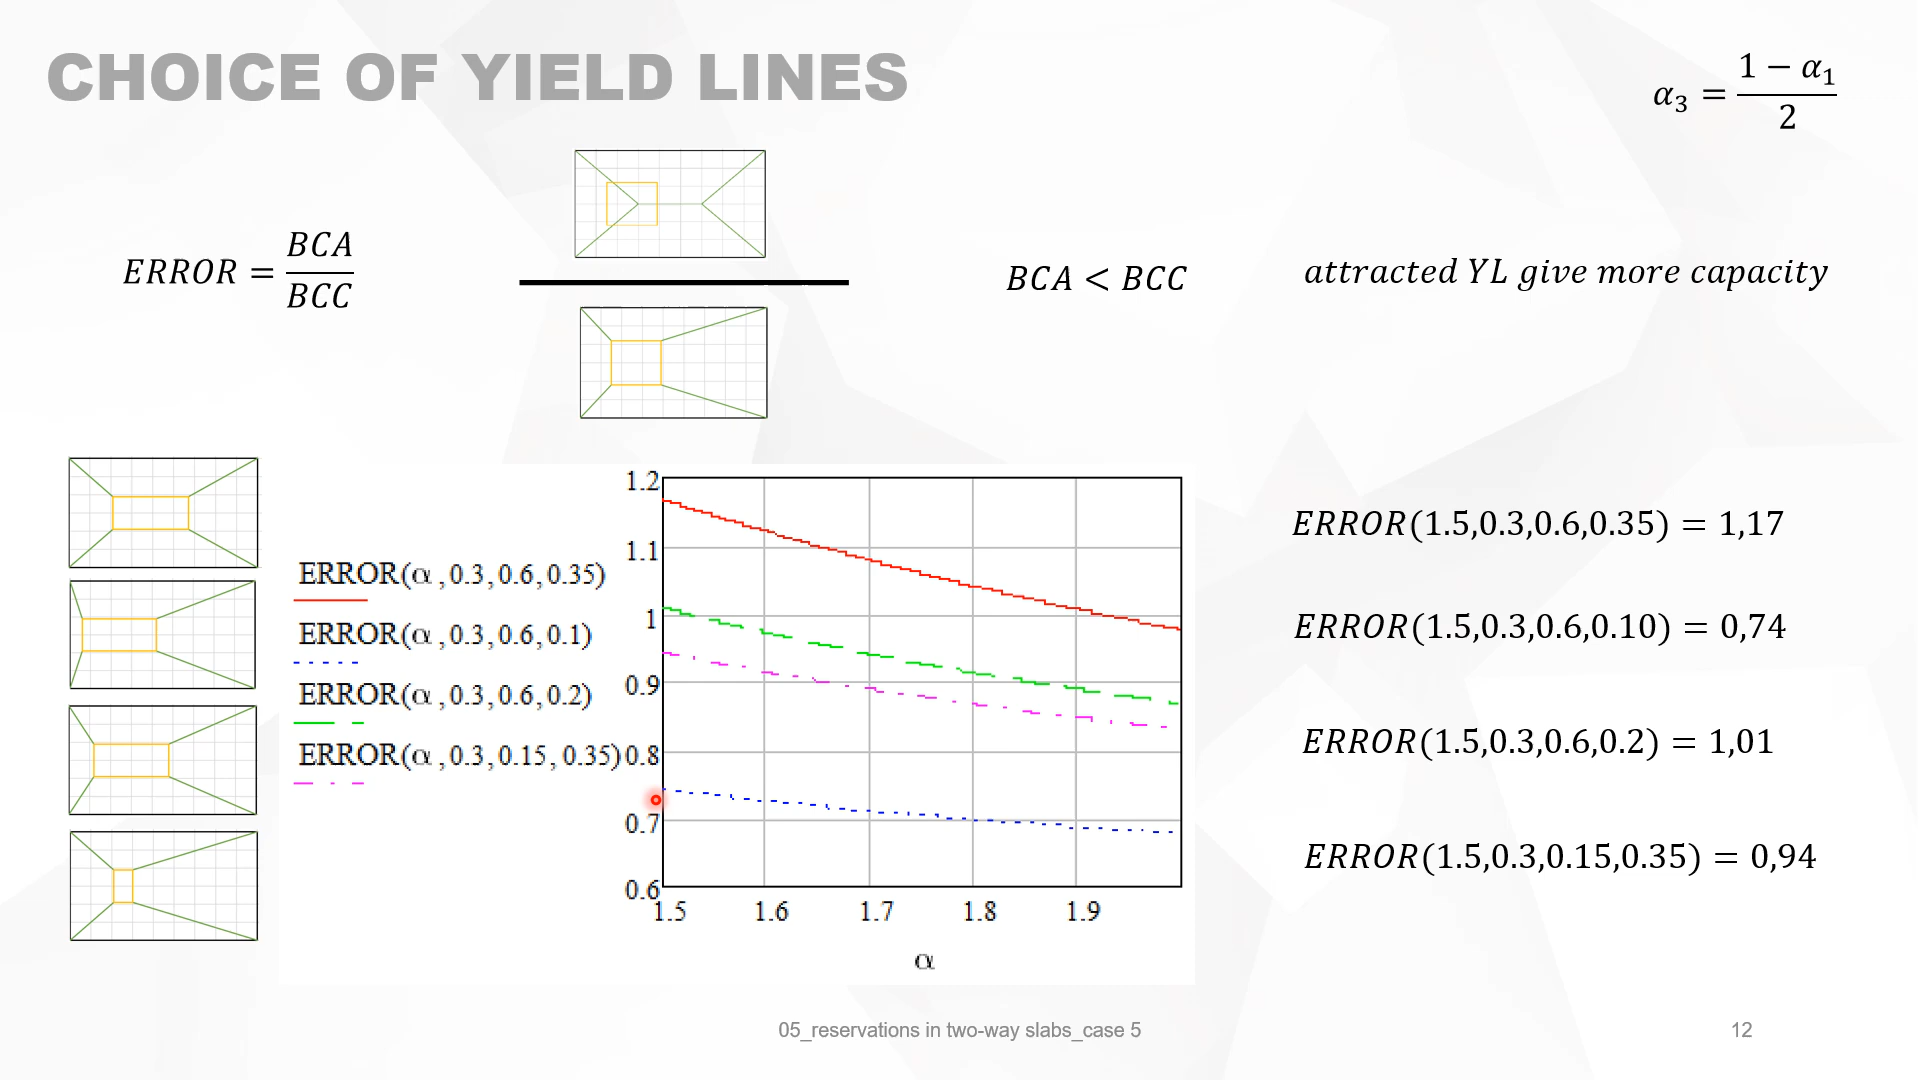 CHOICE OF YIELD LINES
α₃ = (1 − α₁)/2
ERROR = BCA/BCC
BCA < BCC
attracted YL give more capacity
ERROR(α, 0.3, 0.6, 0.35)
ERROR(α, 0.3, 0.6, 0.1)
ERROR(α, 0.3, 0.6, 0.2)
ERROR(α, 0.3, 0.15, 0.35)
1.2
1.1
1
0.9
0.8
0.7
0.6
1.5 1.6 1.7 1.8 1.9
α
ERROR(1.5,0.3,0.6,0.35) = 1,17
ERROR(1.5,0.3,0.6,0.10) = 0,74
ERROR(1.5,0.3,0.6,0.2) = 1,01
ERROR(1.5,0.3,0.15,0.35) = 0,94
05_reservations in two-way slabs_case 5
12